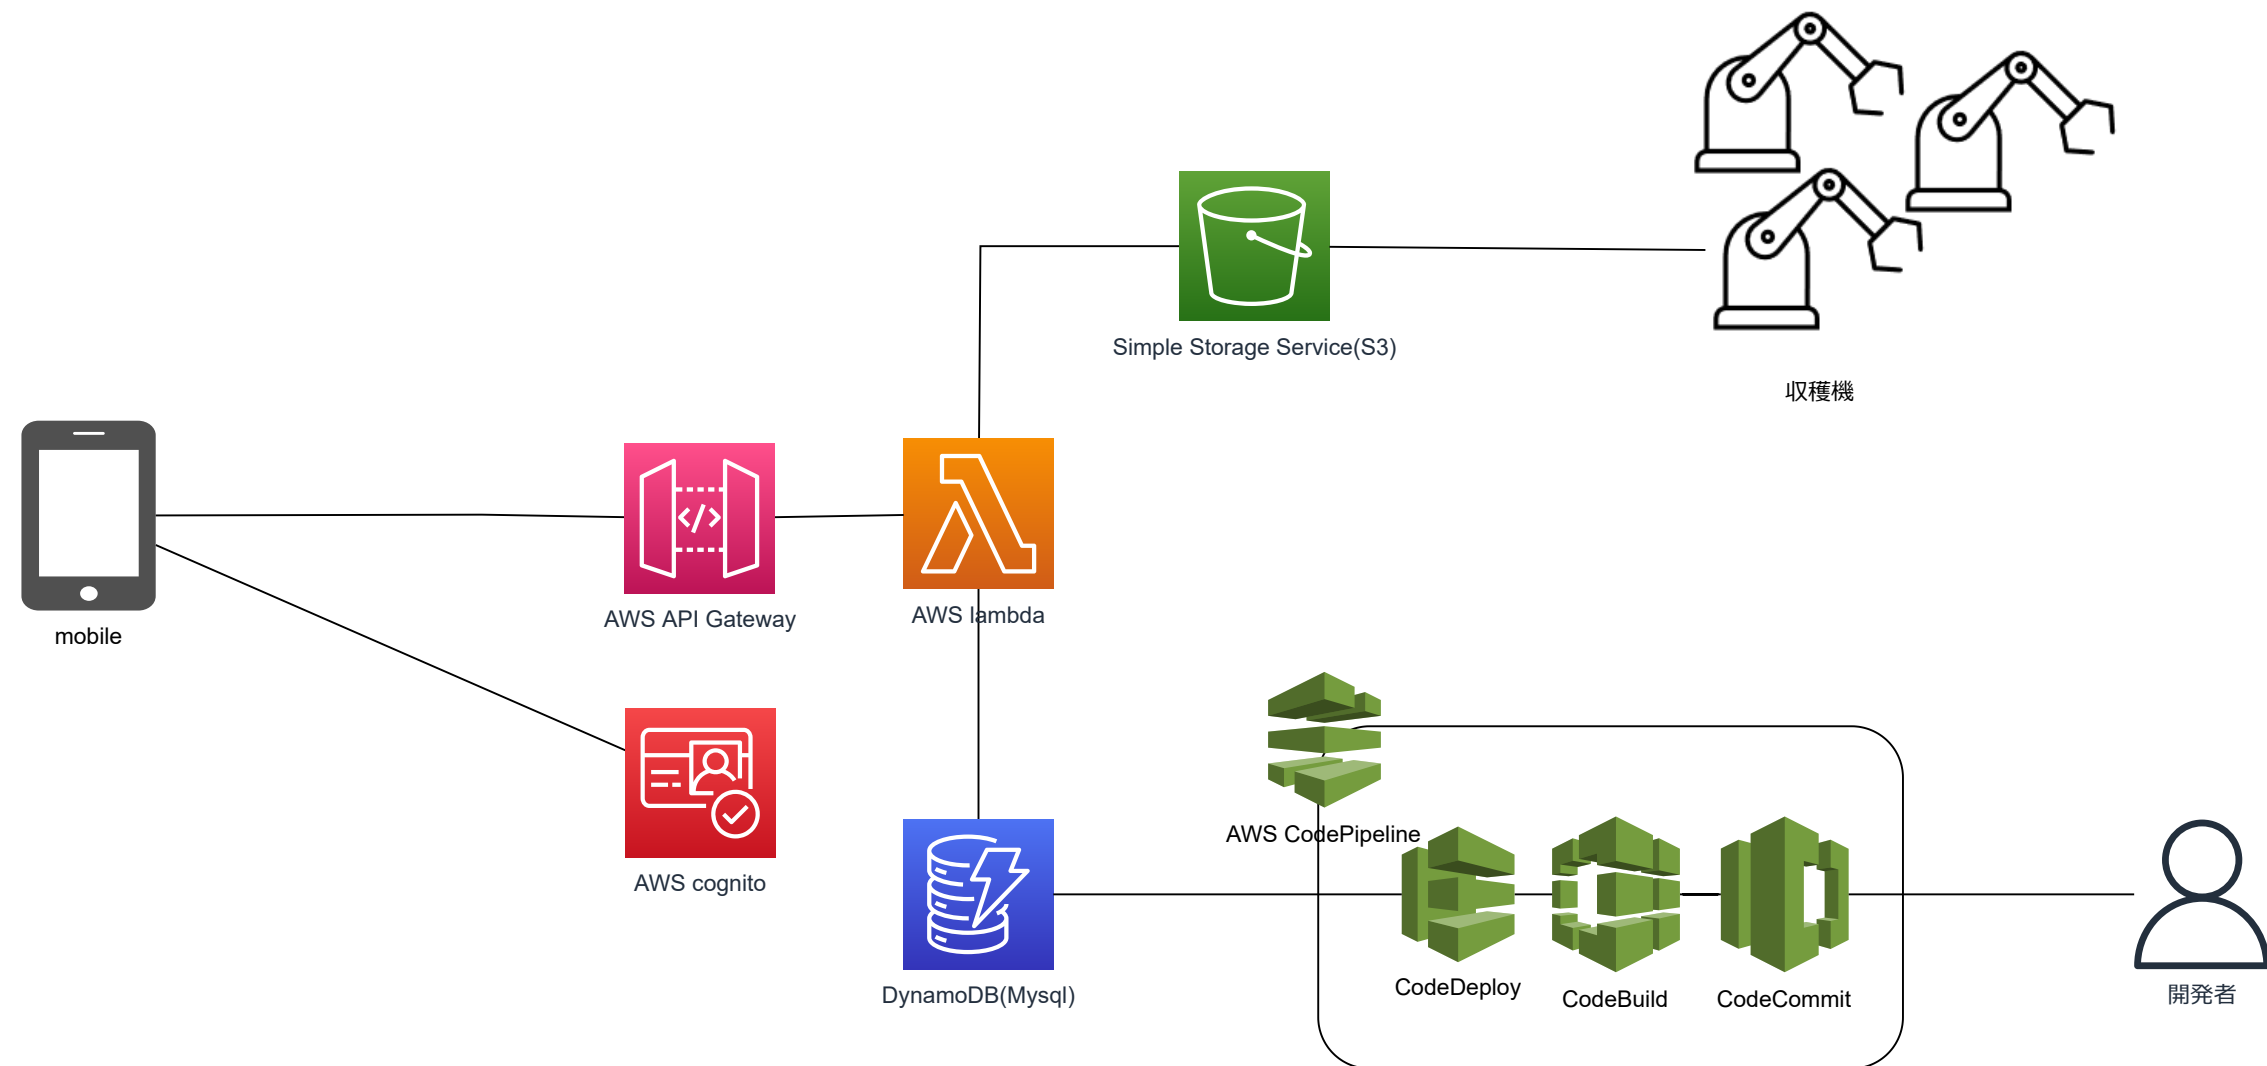 Simple Storage Service(S3)
収穫機
mobile
AWS API Gateway
AWS lambda
AWS cognito
AWS CodePipeline
DynamoDB(Mysql)
CodeDeploy
CodeBuild
CodeCommit
開発者